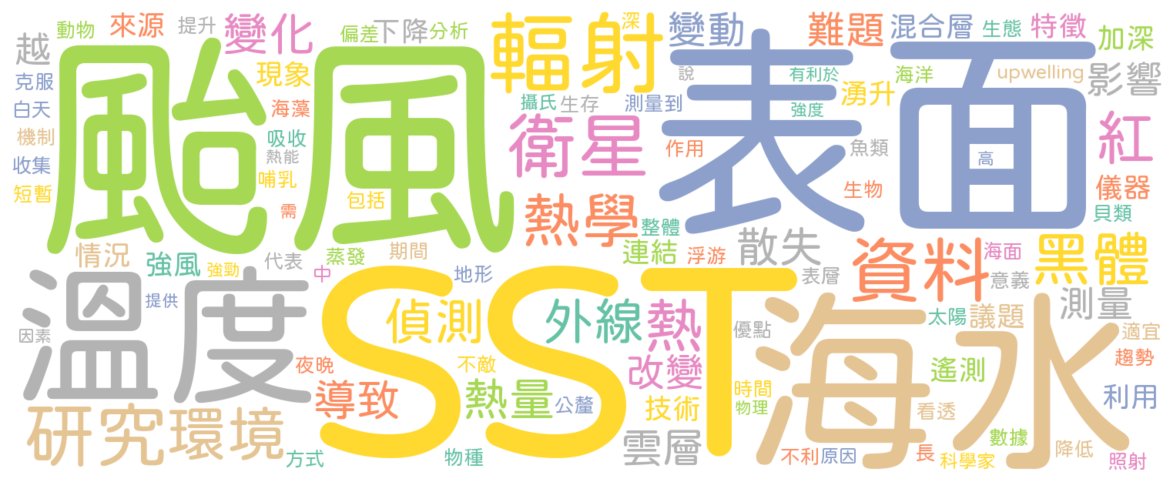 颱風
表面
SST
海水
溫度
輻射
衛星
資料
黑體
研究
環境
熱學
紅
外線
熱
偵測
變化
變動
難題
混合層
生態
特徵
加深
影響
越
動物
來源
提升
偏差
下降
分析
深
說
有利於
海洋
upwelling
克服
現象
攝氏
生存
測量到
湧升
強度
白天
海藻
機制
吸收
熱能
收集
哺乳
短暫
需
包括
作用
魚類
高
生物
儀器
貝類
整體
情況
強風
強勁
代表
蒸發
中
期間
連結
浮游
散失
表層
海面
意義
測量
提供
地形
因素
優點
太陽
議題
適宜
夜晚
不敵
改變
趨勢
遙測
導致
熱量
公釐
技術
時間
物理
看透
利用
方式
物種
雲層
不利
原因
長
數據
科學家
降低
照射